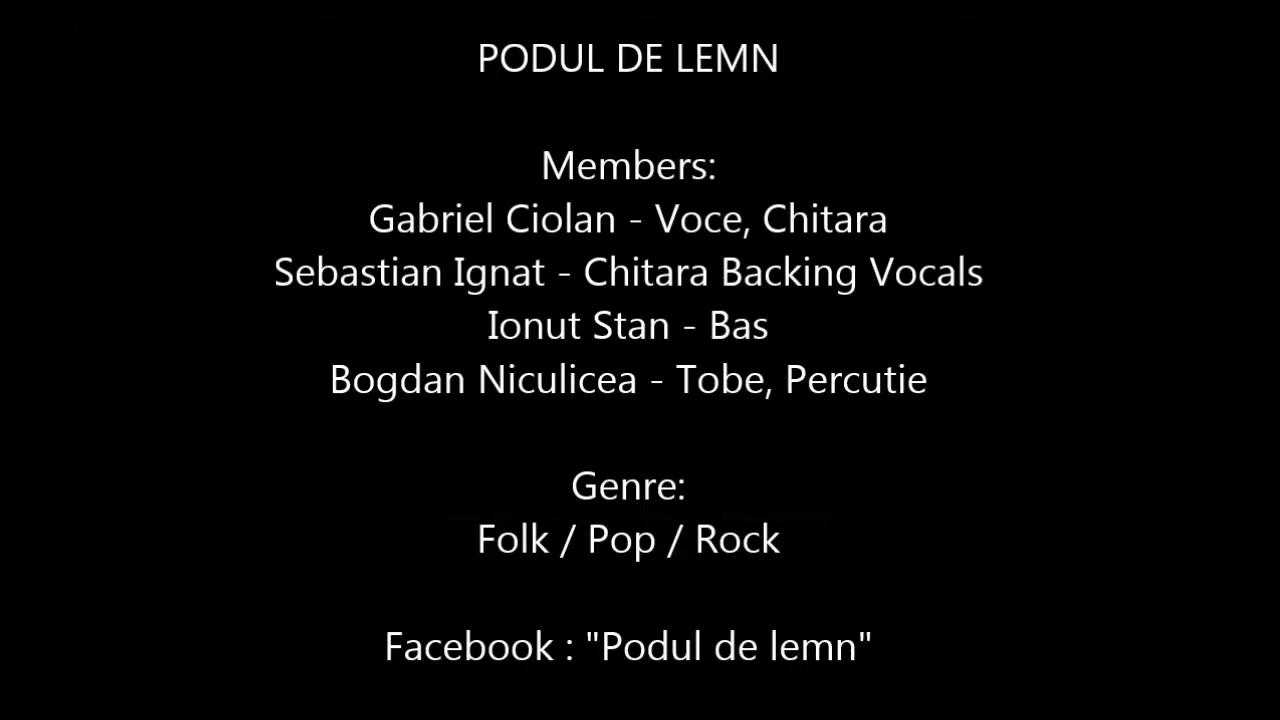 PODUL DE LEMN
Members:
Gabriel Ciolan - Voce, Chitara
Sebastian Ignat - Chitara Backing Vocals
Ionut Stan - Bas
Bogdan Niculicea - Tobe, Percutie
Genre:
Folk / Pop / Rock
Facebook : "Podul de lemn"